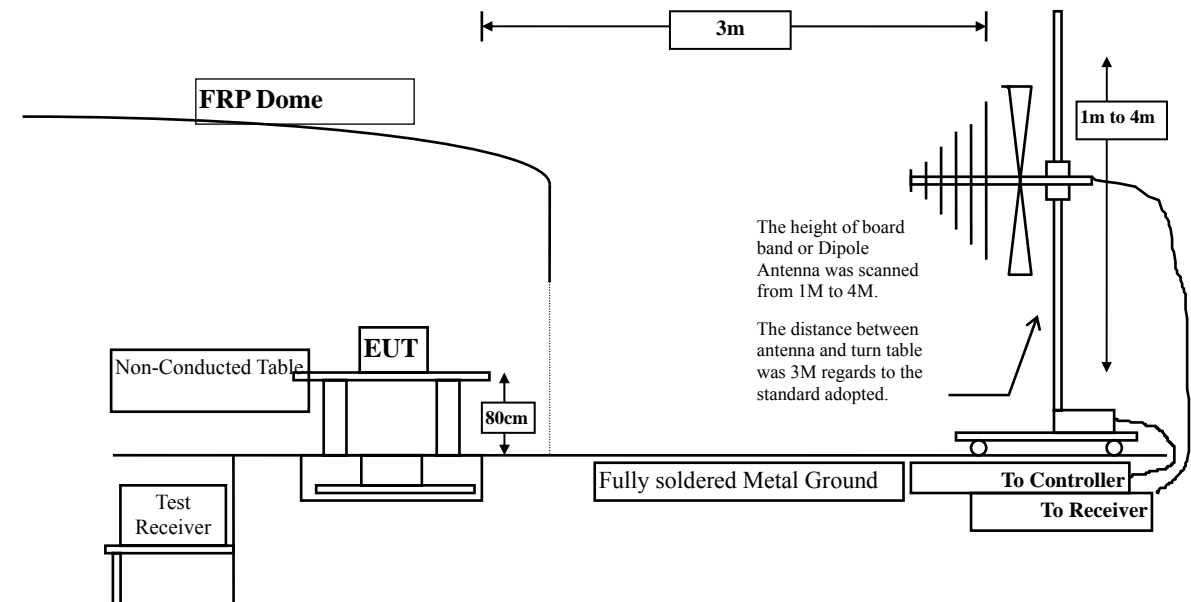 3m
FRP Dome
1m to 4m
The height of board
band or Dipole
Antenna was scanned
from 1M to 4M.
The distance between
antenna and turn table
was 3M regards to the
standard adopted.
EUT
Non-Conducted Table
80cm
Fully soldered Metal Ground
To Controller
To Receiver
Test
Receiver